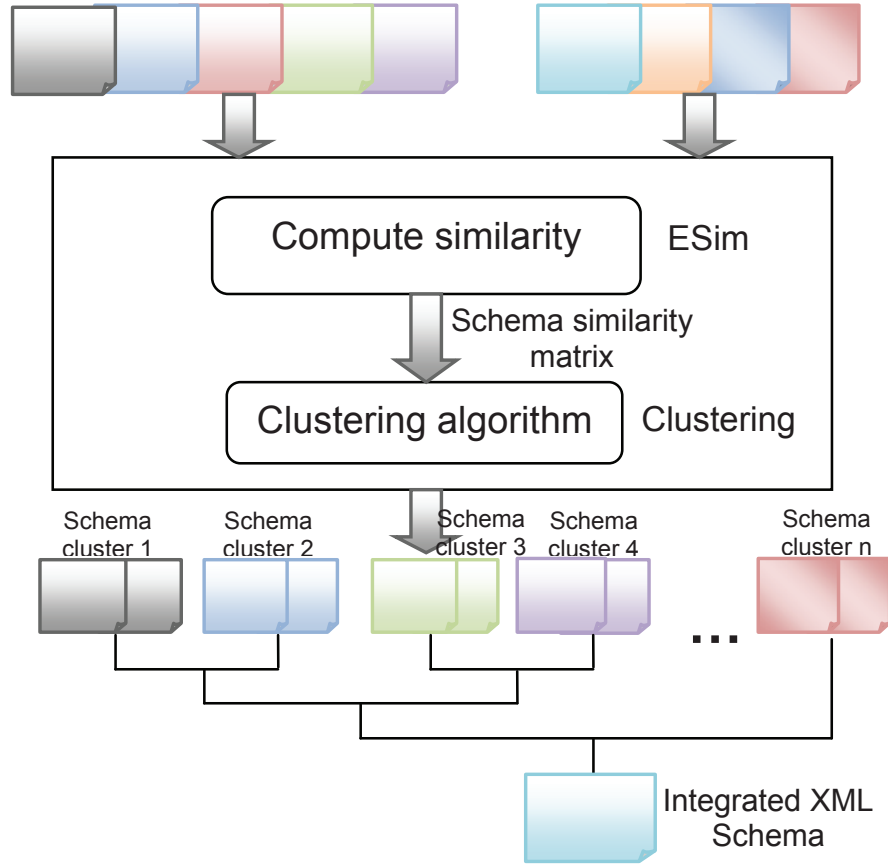 Compute similarity
ESim
Schema similarity
matrix
Clustering algorithm
Clustering
Schema
cluster 1
Schema
cluster 2
Schema
cluster 3
Schema
cluster 4
...
Schema
cluster n
Integrated XML
Schema